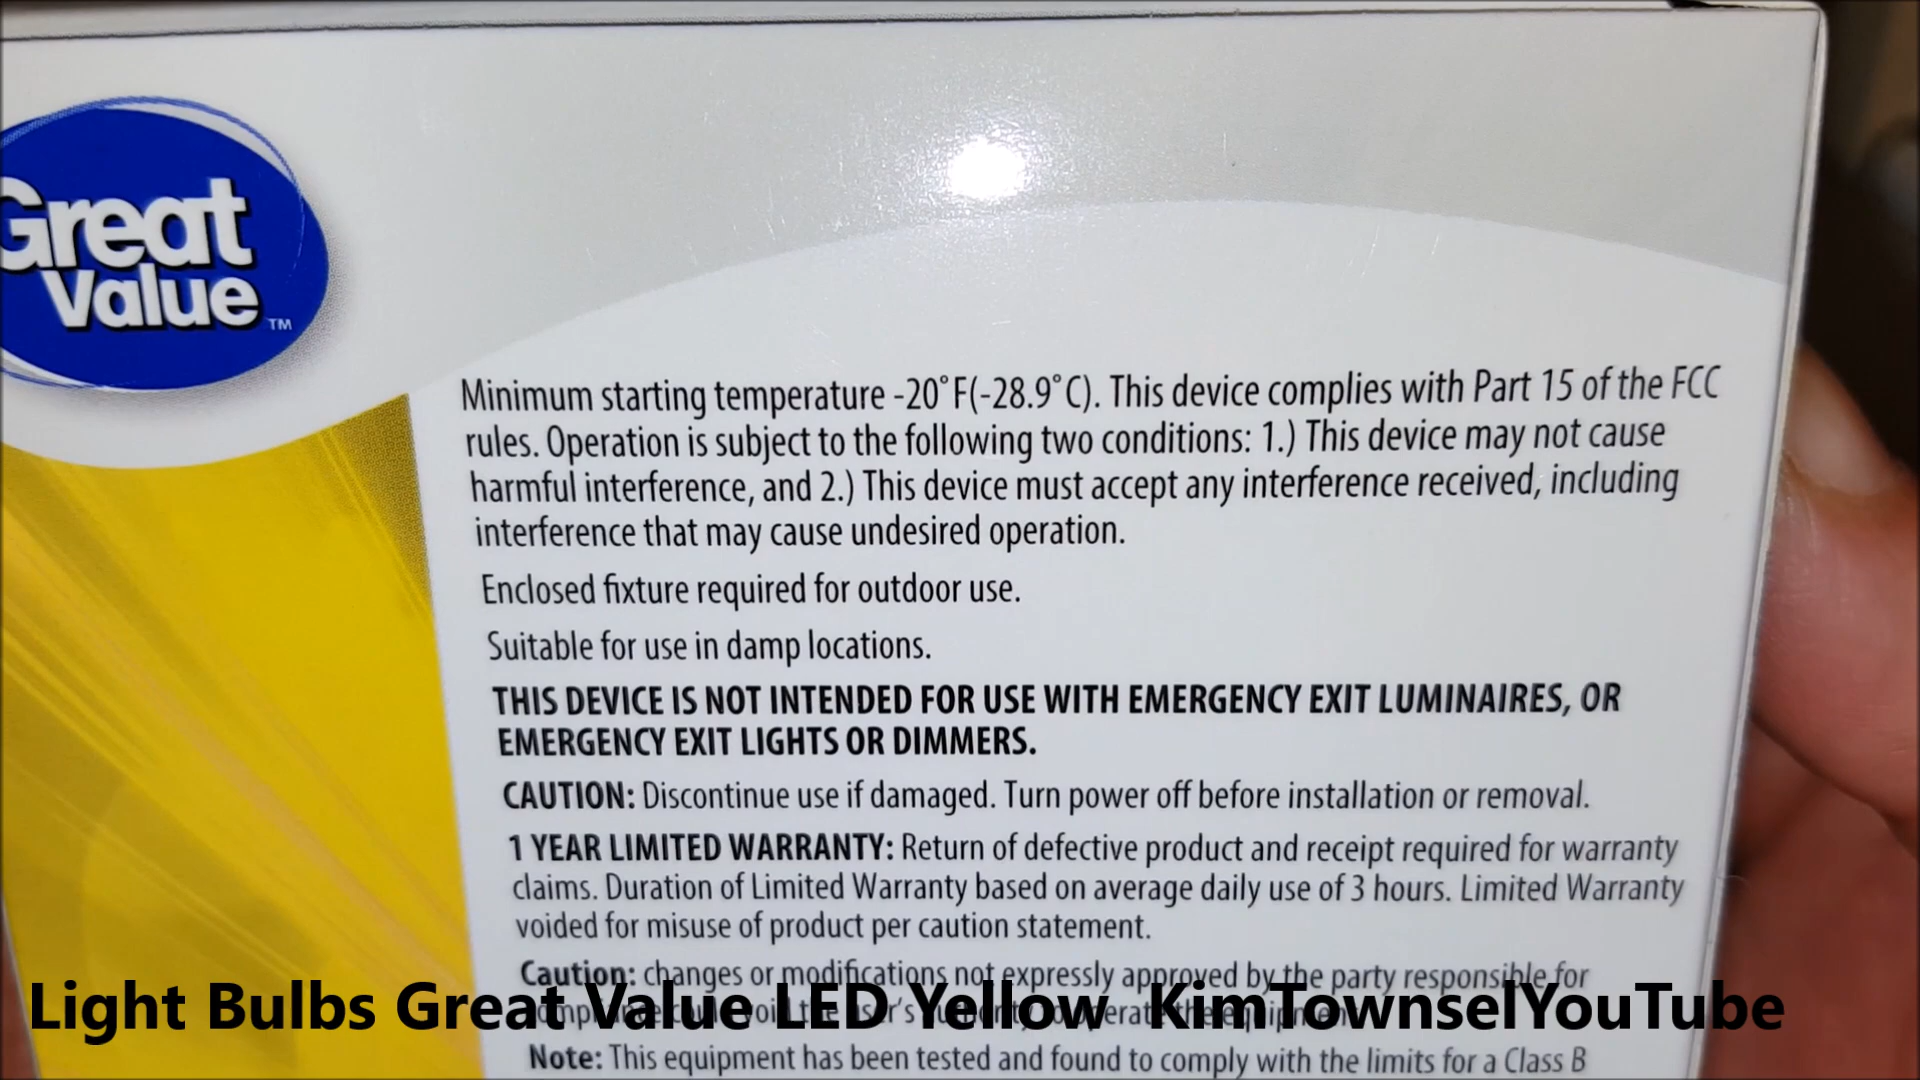 Great
Value
TM
Minimum starting temperature -20°F(-28.9°C). This device complies with Part 15 of the FCC
rules. Operation is subject to the following two conditions: 1.) This device may not cause
harmful interference, and 2.) This device must accept any interference received, including
interference that may cause undesired operation.
Enclosed fixture required for outdoor use.
Suitable for use in damp locations.
THIS DEVICE IS NOT INTENDED FOR USE WITH EMERGENCY EXIT LUMINAIRES, OR
EMERGENCY EXIT LIGHTS OR DIMMERS.
CAUTION: Discontinue use if damaged. Turn power off before installation or removal.
1 YEAR LIMITED WARRANTY: Return of defective product and receipt required for warranty
claims. Duration of Limited Warranty based on average daily use of 3 hours. Limited Warranty
voided for misuse of product per caution statement.
Caution: changes or modifications not expressly approved by the party responsible for
Light Bulbs Great Value LED Yellow KimTownselYouTube
Note: This equipment has been tested and found to comply with the limits for a Class B